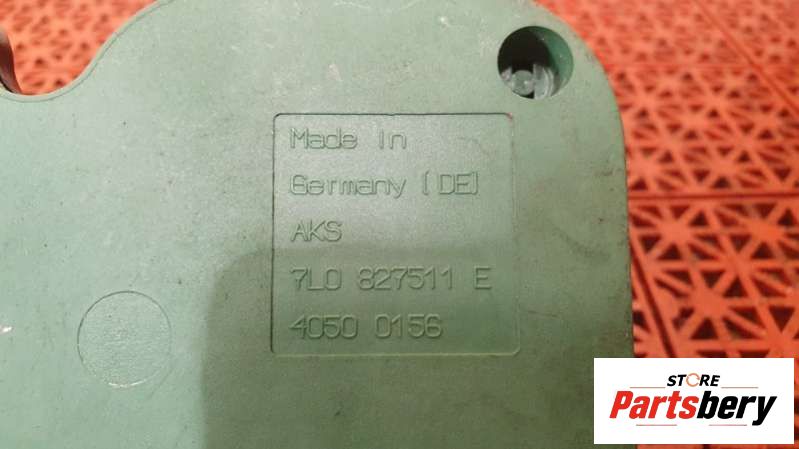 Made In
Germany (DE)
AKS
7L0 827511 E
4050 0156
STORE
Partsbery